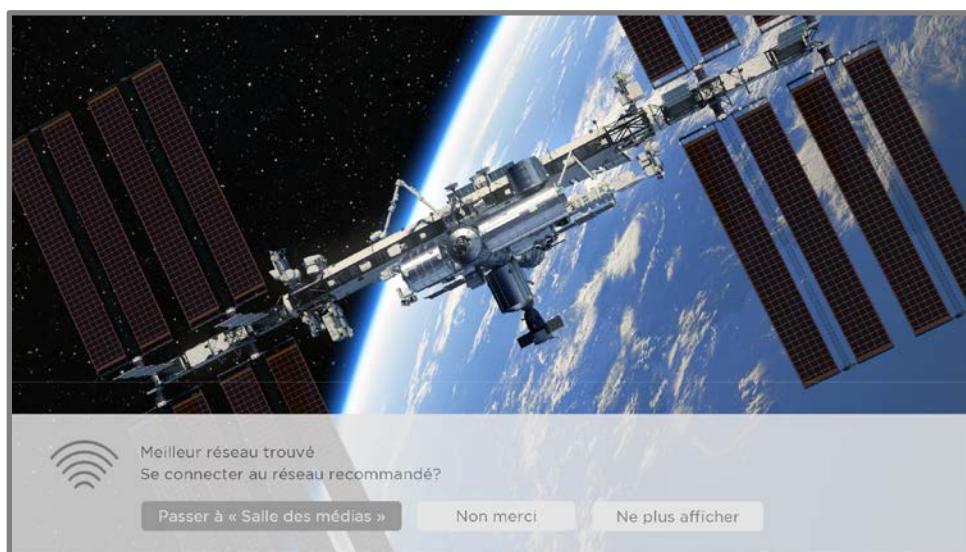 Meilleur réseau trouvé
Se connecter au réseau recommandé?
Passer à « Salle des médias » Non merci Ne plus afficher